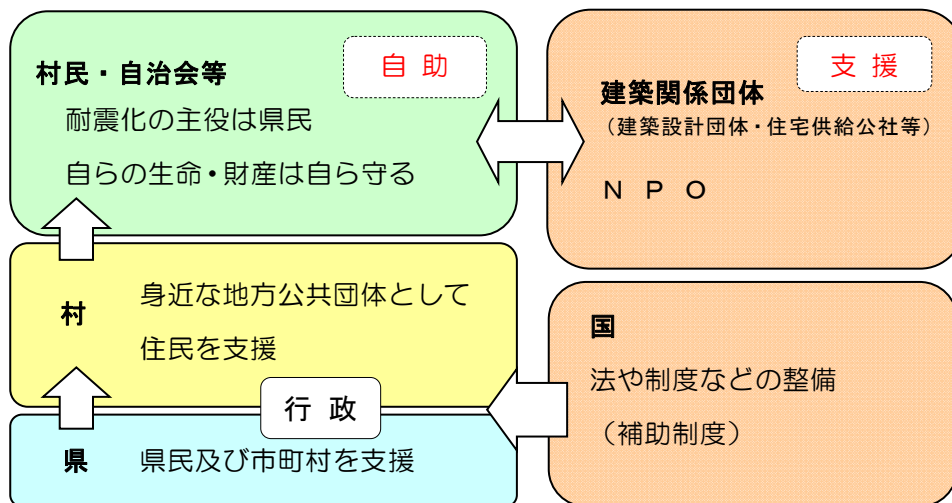 村民・自治会等
自 助
耐震化の主役は県民
自らの生命・財産は自ら守る
支 援
建築関係団体
（建築設計団体・住宅供給公社等）
ＮＰＯ
村
身近な地方公共団体として
住民を支援
行 政
県
県民及び市町村を支援
国
法や制度などの整備
（補助制度）